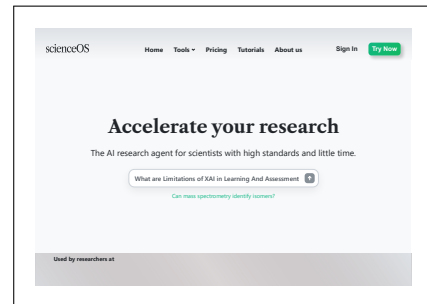 scienceOS Home Tools Pricing Tutorials About us Sign In Try Now
Accelerate your research
The AI research agent for scientists with high standards and little time.
What are Limitations of XAI in Learning And Assessment
Can mass spectrometry identify isomers?
Used by researchers at